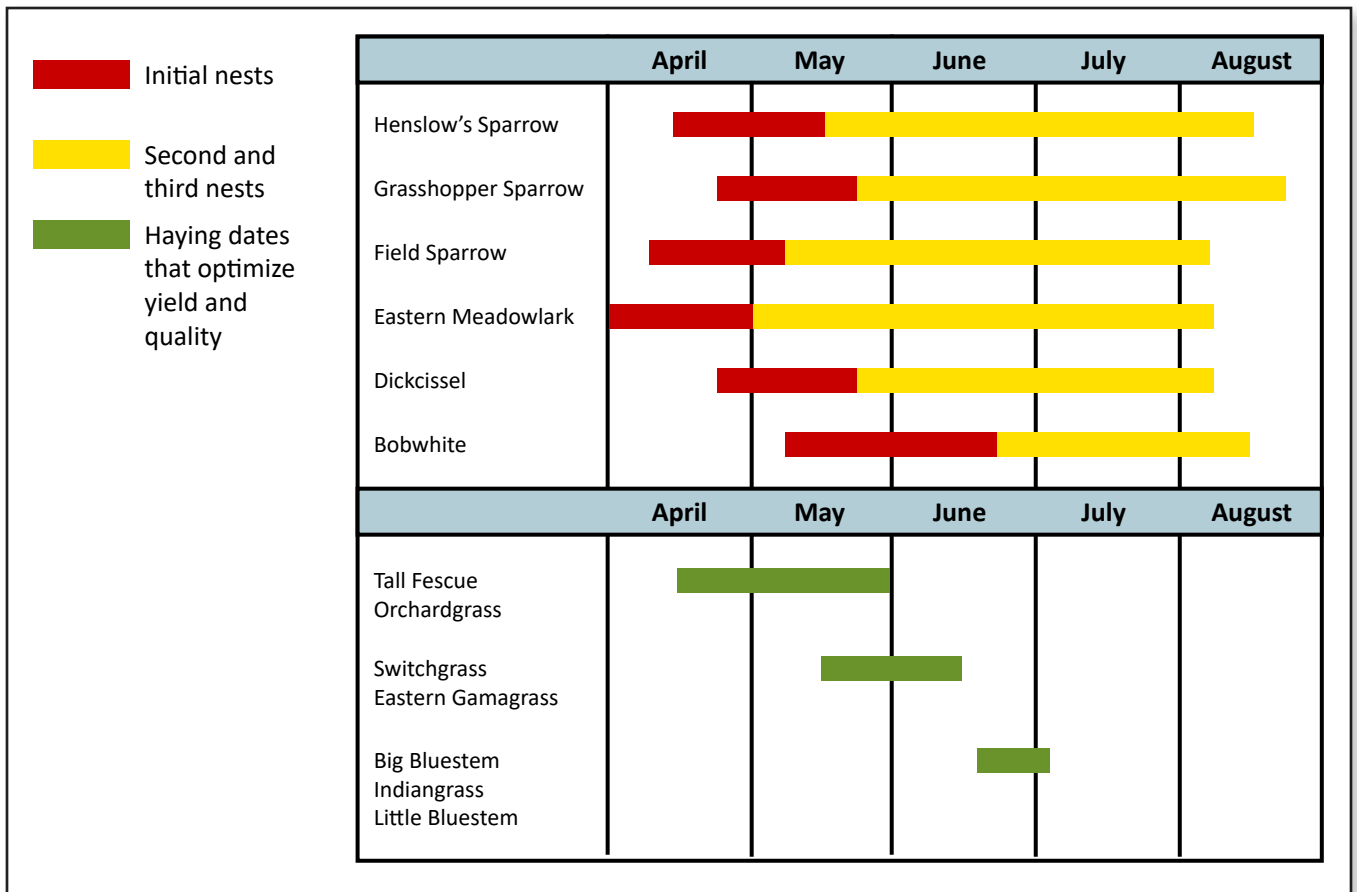 Initial nests
Second and
third nests
Haying dates
that optimize
yield and
quality
April May June July August
Henslow's Sparrow
Grasshopper Sparrow
Field Sparrow
Eastern Meadowlark
Dickcissel
Bobwhite
April May June July August
Tall Fescue
Orchardgrass
Switchgrass
Eastern Gamagrass
Big Bluestem
Indiangrass
Little Bluestem